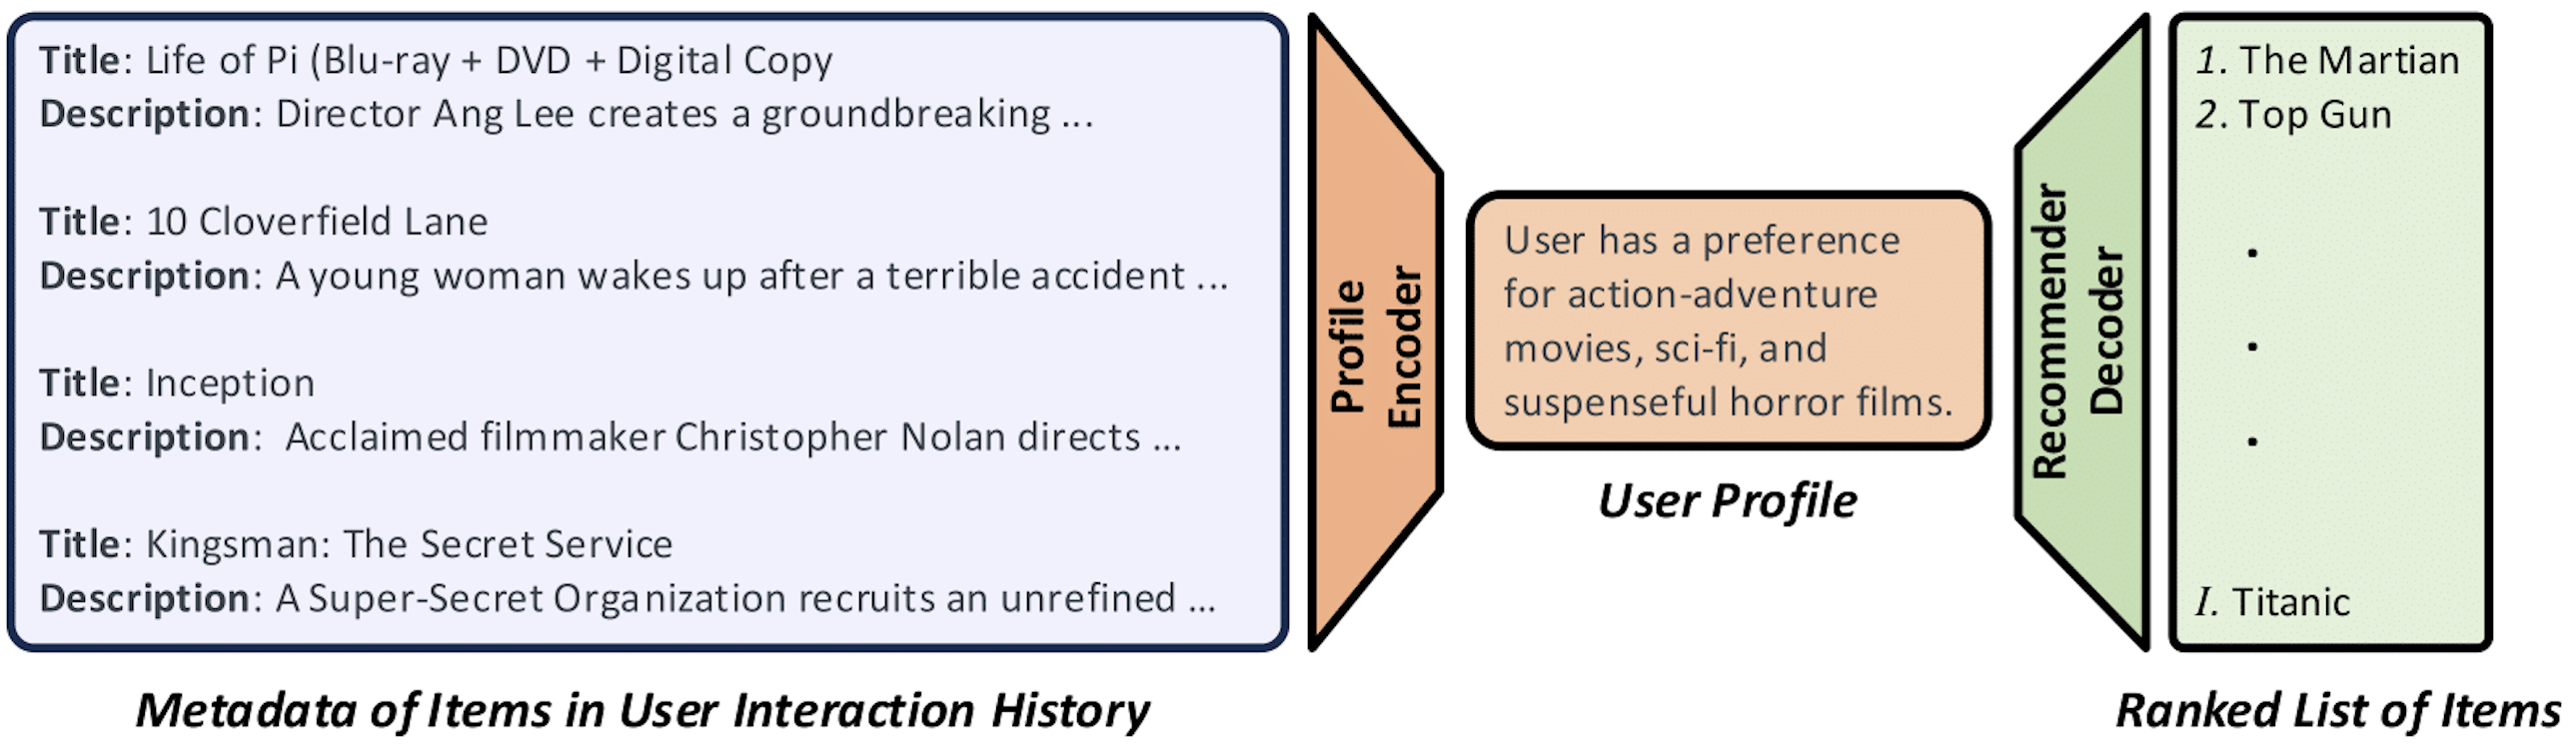 Title: Life of Pi (Blu-ray + DVD + Digital Copy
Description: Director Ang Lee creates a groundbreaking ...
Title: 10 Cloverfield Lane
Description: A young woman wakes up after a terrible accident ...
Title: Inception
Description: Acclaimed filmmaker Christopher Nolan directs ...
Title: Kingsman: The Secret Service
Description: A Super-Secret Organization recruits an unrefined ...
Metadata of Items in User Interaction History
Profile
Encoder
User has a preference
for action-adventure
movies, sci-fi, and
suspenseful horror films.
User Profile
Recommender
Decoder
1. The Martian
2. Top Gun
.
.
.
I. Titanic
Ranked List of Items